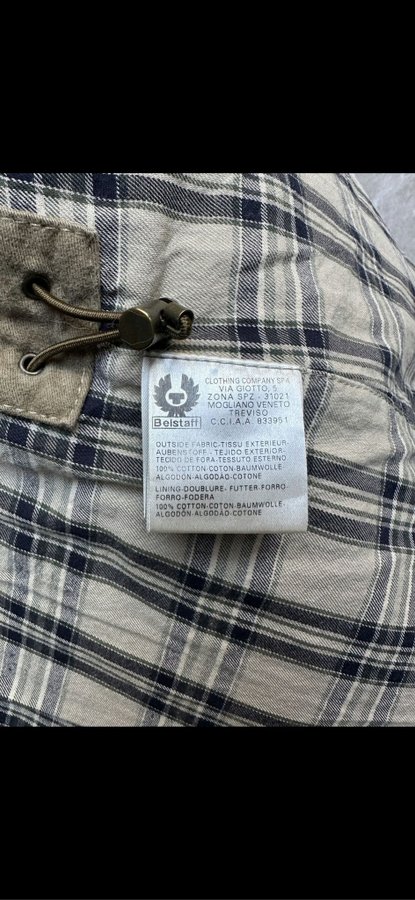 CLOTHING COMPANY SPA
VIA GIOTTO, 5
ZONA SPZ - 31021
MOGLIANO VENETO
TREVISO
C.C.I.A.A. 833951
Belstaff
OUTSIDE FABRIC-TISSU EXTERIEUR-
AUBENSTOFF - TEJIDO EXTERIOR-
TECIDO DE FORA-TESSUTO ESTERNO
100% COTTON-COTON-BAUMWOLLE-
ALGODON-ALGODAO-COTONE
LINING-DOUBLURE- FUTTER-FORRO
FORRO-FODERA
100% COTTON-COTON-BAUMWOLLE-
ALGODON-ALGODAO-COTONE